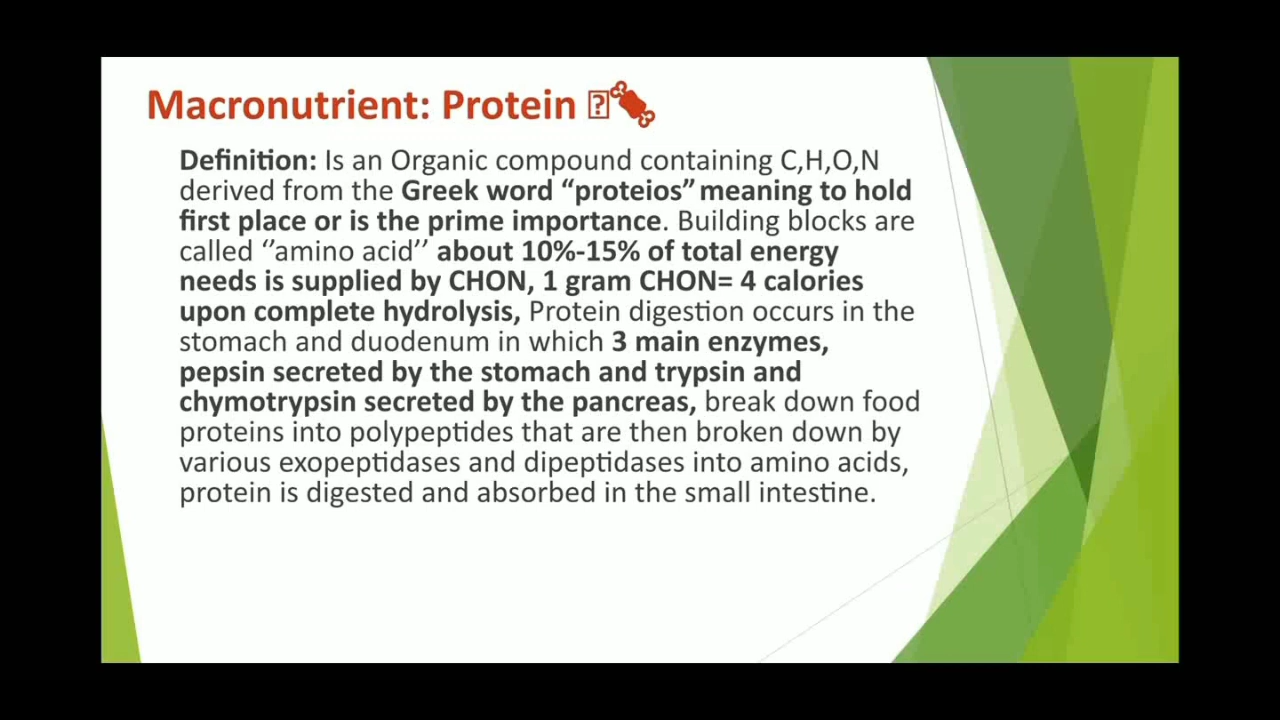 Macronutrient: Protein 🍖
Definition: Is an Organic compound containing C,H,O,N
derived from the Greek word “proteios” meaning to hold
first place or is the prime importance. Building blocks are
called ‘’amino acid’’ about 10%-15% of total energy
needs is supplied by CHON, 1 gram CHON= 4 calories
upon complete hydrolysis, Protein digestion occurs in the
stomach and duodenum in which 3 main enzymes,
pepsin secreted by the stomach and trypsin and
chymotrypsin secreted by the pancreas, break down food
proteins into polypeptides that are then broken down by
various exopeptidases and dipeptidases into amino acids,
protein is digested and absorbed in the small intestine.